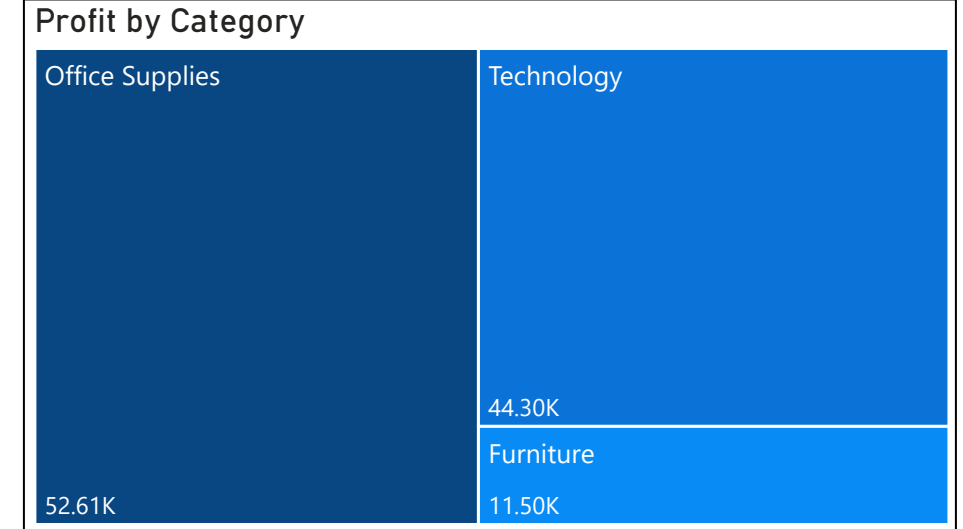 Profit by Category
Office Supplies
52.61K
Technology
44.30K
Furniture
11.50K